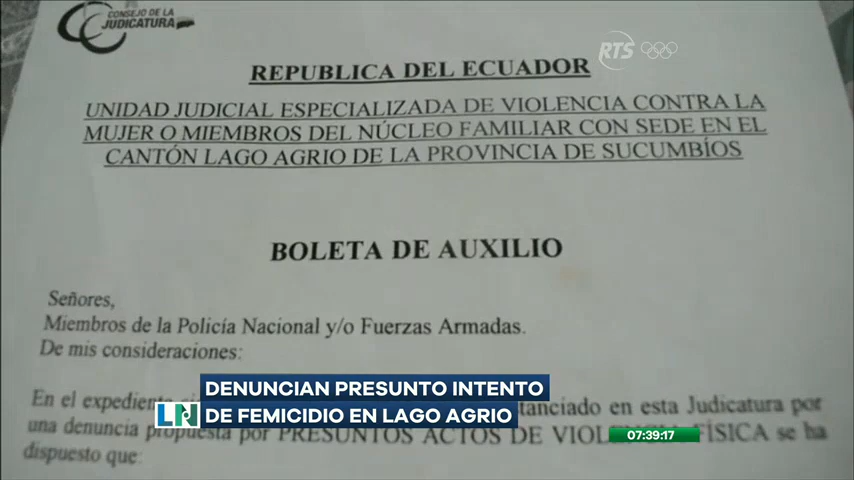 CONSEJO DE LA
JUDICATURA
RTS
REPUBLICA DEL ECUADOR
UNIDAD JUDICIAL ESPECIALIZADA DE VIOLENCIA CONTRA LA
MUJER O MIEMBROS DEL NÚCLEO FAMILIAR CON SEDE EN EL
CANTÓN LAGO AGRIO DE LA PROVINCIA DE SUCUMBÍOS
BOLETA DE AUXILIO
Señores,
Miembros de la Policía Nacional y/o Fuerzas Armadas.
De mis consideraciones:
En el expediente en esta Judicatura por
una denuncia propuesta por PRESUNTOS ACTOS DE VIOLENCIA FÍSICA se ha
dispuesto que:
DENUNCIAN PRESUNTO INTENTO
LN DE FEMICIDIO EN LAGO AGRIO
07:39:17